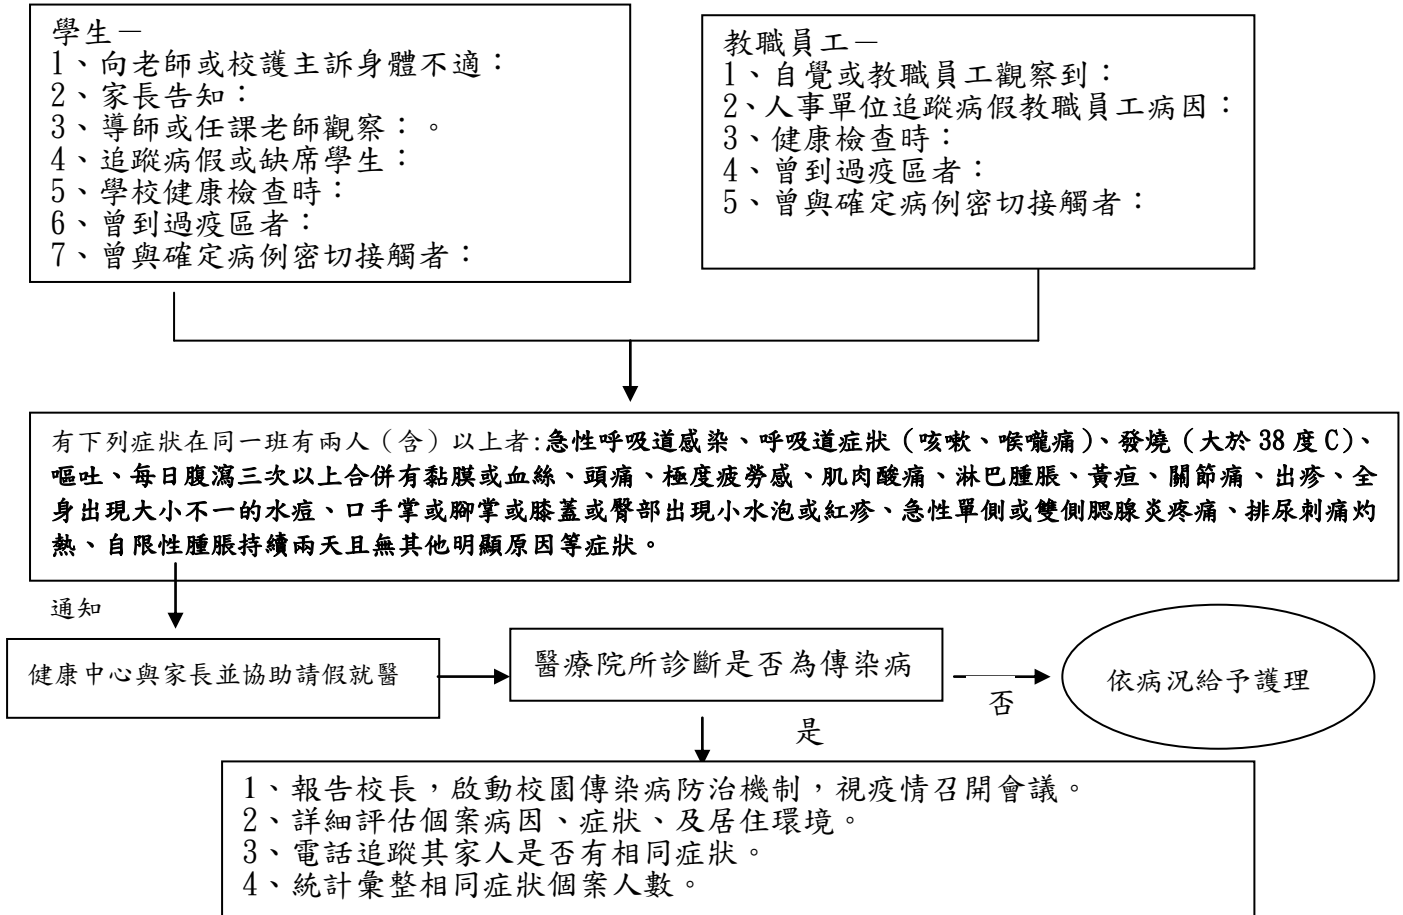 學生－
1、向老師或校護主訴身體不適：
2、家長告知：
3、導師或任課老師觀察：。
4、追蹤病假或缺席學生：
5、學校健康檢查時：
6、曾到過疫區者：
7、曾與確定病例密切接觸者：
教職員工－
1、自覺或教職員工觀察到：
2、人事單位追蹤病假教職員工病因：
3、健康檢查時：
4、曾到過疫區者：
5、曾與確定病例密切接觸者：
有下列症狀在同一班有兩人（含）以上者:急性呼吸道感染、呼吸道症狀（咳嗽、喉嚨痛）、發燒（大於 38 度 C）、
嘔吐、每日腹瀉三次以上合併有黏膜或血絲、頭痛、極度疲勞感、肌肉酸痛、淋巴腫脹、黃疸、關節痛、出疹、全
身出現大小不一的水痘、口手掌或腳掌或膝蓋或臀部出現小水泡或紅疹、急性單側或雙側腮腺炎疼痛、排尿刺痛灼
熱、自限性腫脹持續兩天且無其他明顯原因等症狀。
通知
健康中心與家長並協助請假就醫
醫療院所診斷是否為傳染病
否
依病況給予護理
是
1、報告校長，啟動校園傳染病防治機制，視疫情召開會議。
2、詳細評估個案病因、症狀、及居住環境。
3、電話追蹤其家人是否有相同症狀。
4、統計彙整相同症狀個案人數。